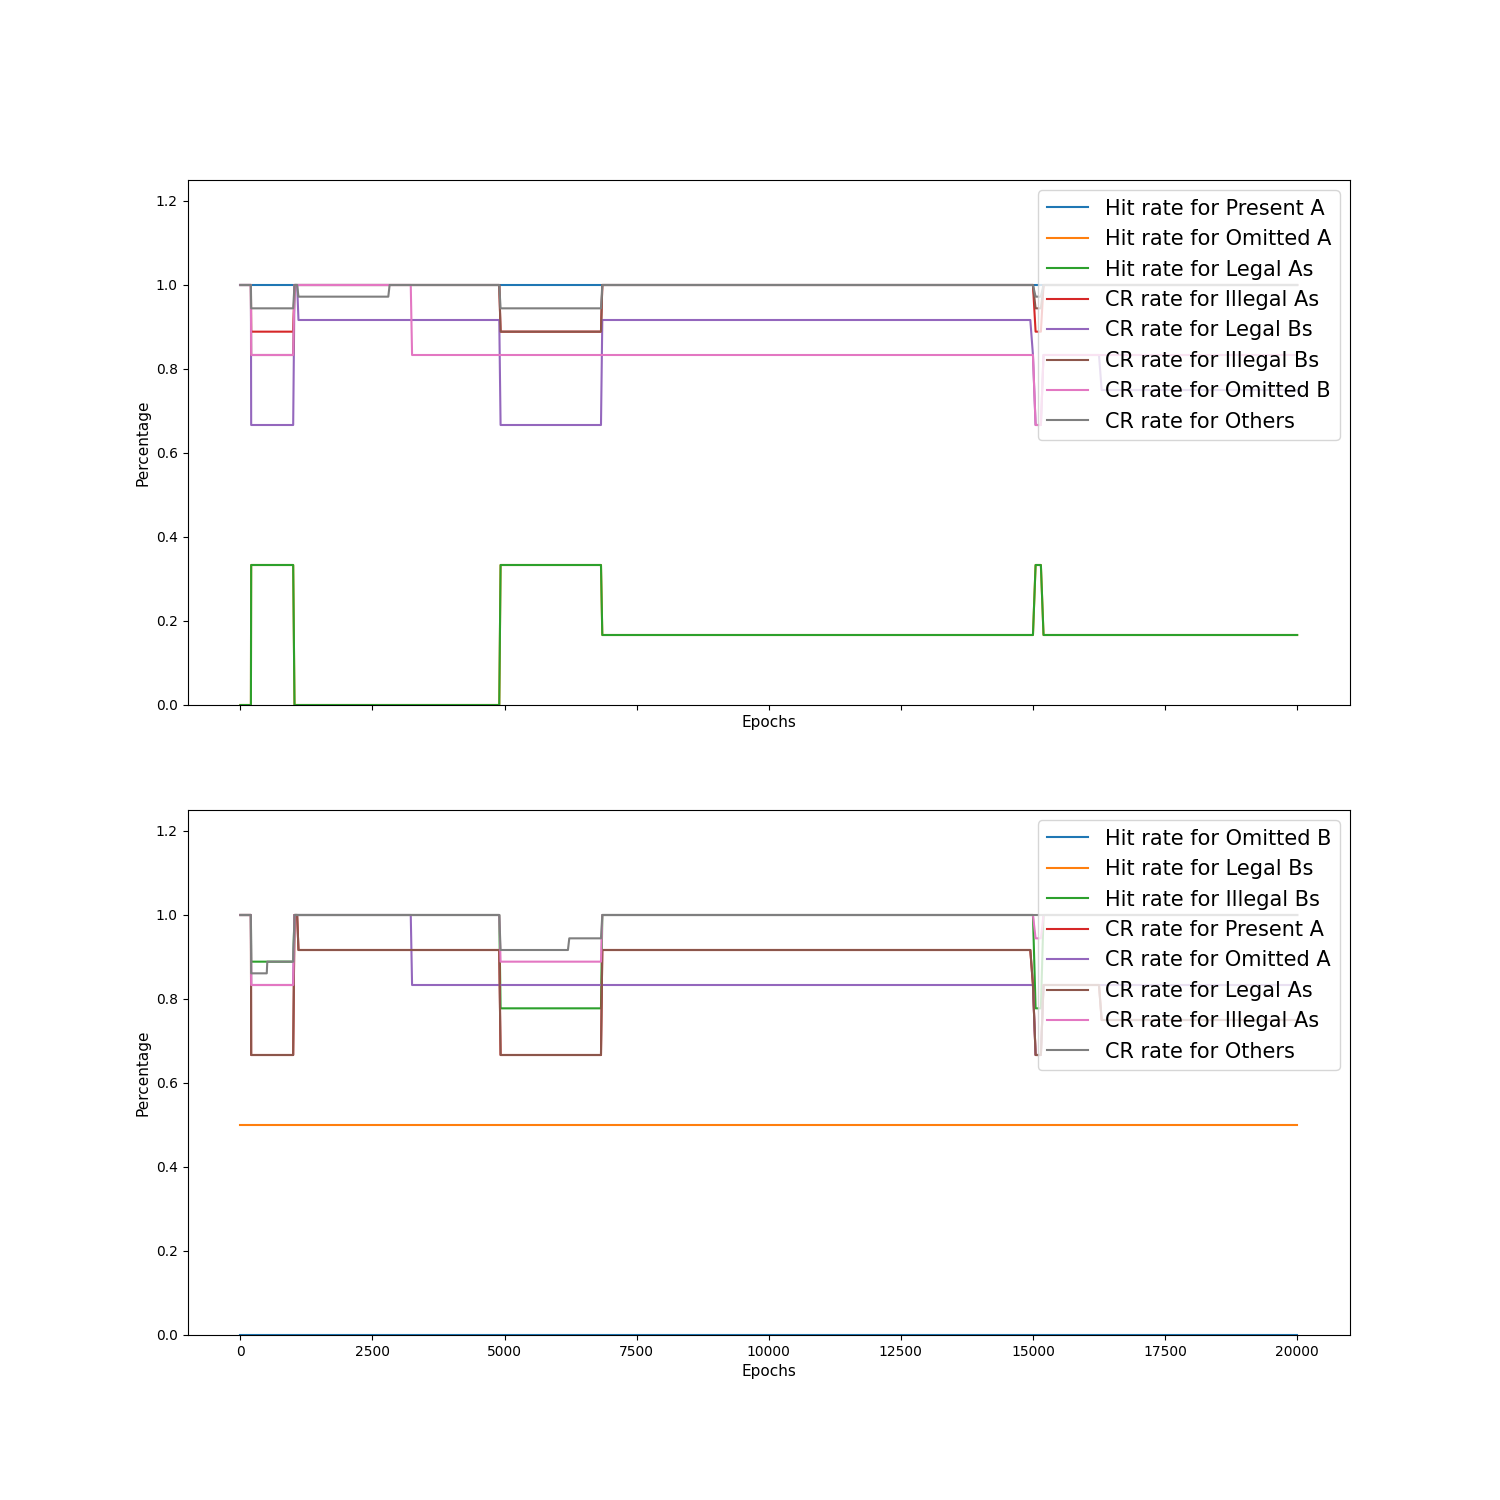 1.2
1.0
0.8
0.6
0.4
0.2
0.0
Percentage
Epochs
Hit rate for Present A
Hit rate for Omitted A
Hit rate for Legal As
CR rate for Illegal As
CR rate for Legal Bs
CR rate for Illegal Bs
CR rate for Omitted B
CR rate for Others
1.2
1.0
0.8
0.6
0.4
0.2
0.0
Percentage
0 2500 5000 7500 10000 12500 15000 17500 20000
Epochs
Hit rate for Omitted B
Hit rate for Legal Bs
Hit rate for Illegal Bs
CR rate for Present A
CR rate for Omitted A
CR rate for Legal As
CR rate for Illegal As
CR rate for Others